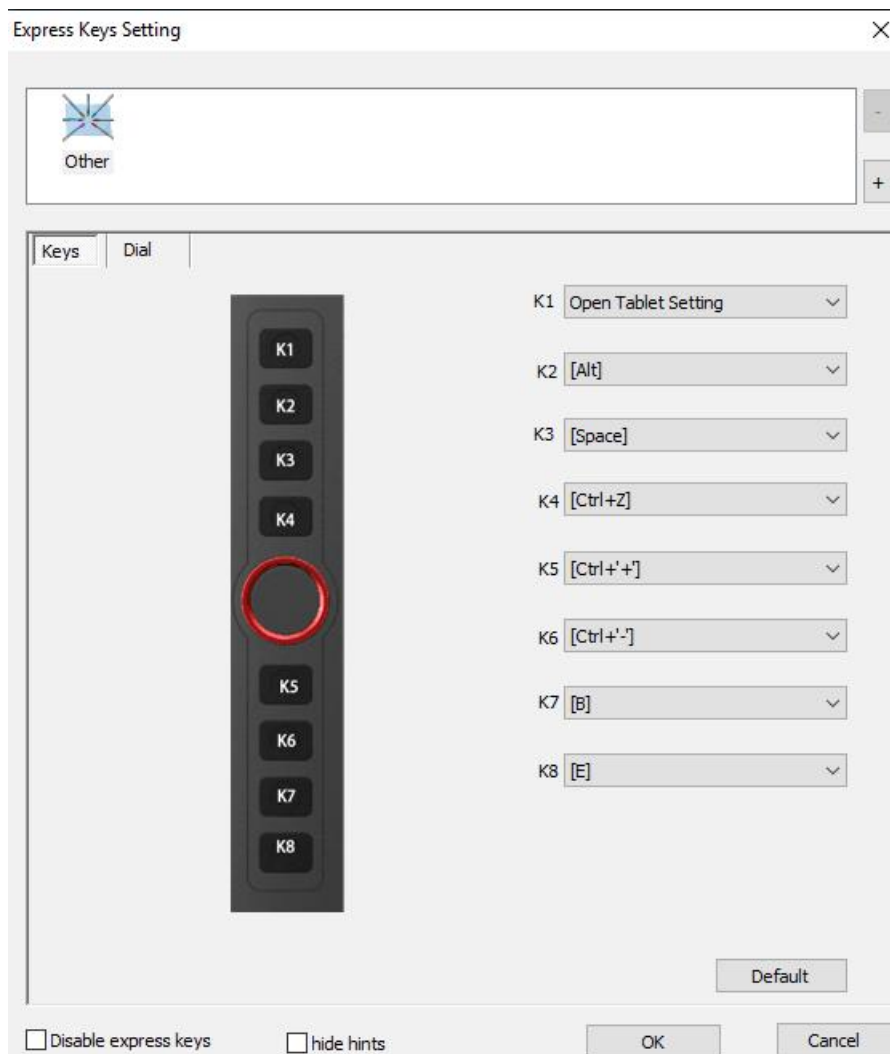 Express Keys Setting
-
Other
+
Keys Dial
K1 K1 Open Tablet Setting
K2 K2 [Alt]
K3 K3 [Space]
K4 K4 [Ctrl+Z]
K5 [Ctrl+'+']
K5 K6 [Ctrl+'-']
K6 K7 [B]
K7 K8 [E]
K8
Default
Disable express keys hide hints OK Cancel